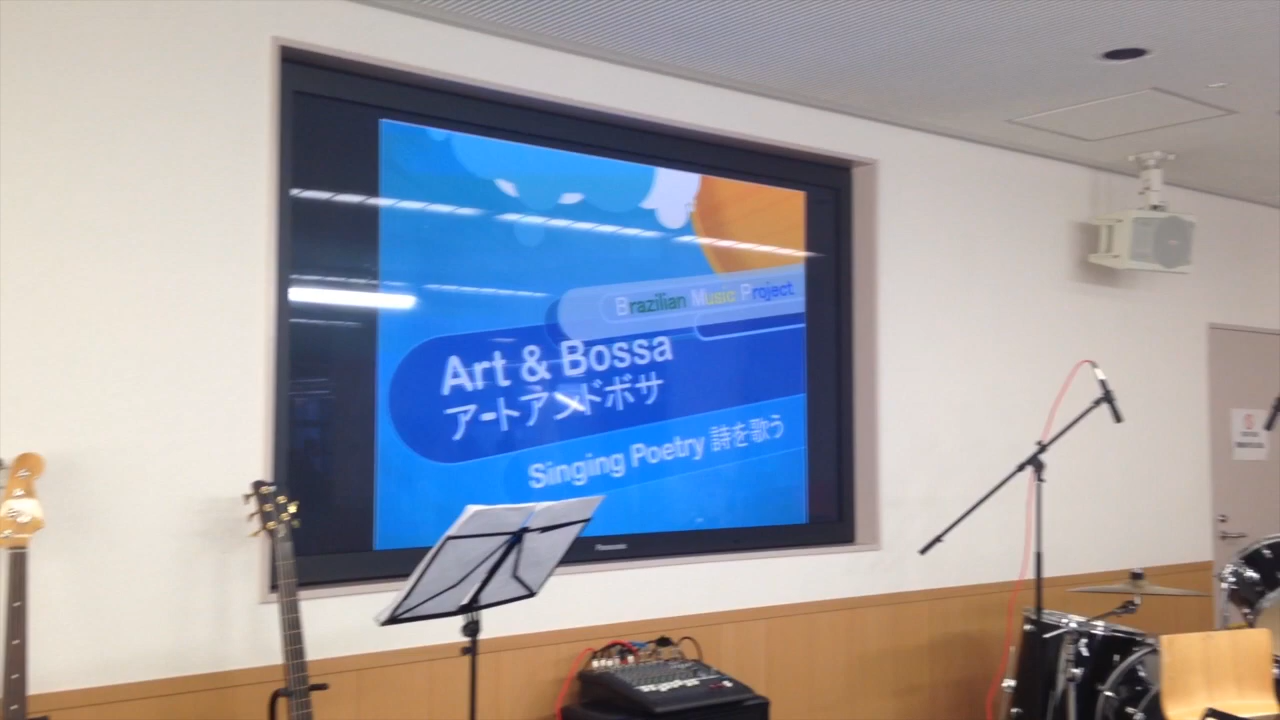 Brazilian Music Project
Art & Bossa
アートアンドボサ
Singing Poetry 詩を歌う
Panasonic